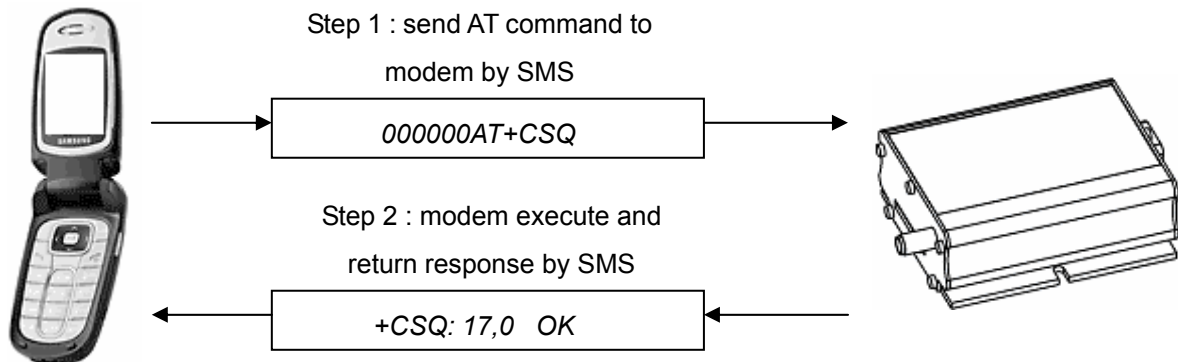 Step 1 : send AT command to
modem by SMS
000000AT+CSQ
SAMSUNG
Step 2 : modem execute and
return response by SMS
+CSQ: 17,0 OK